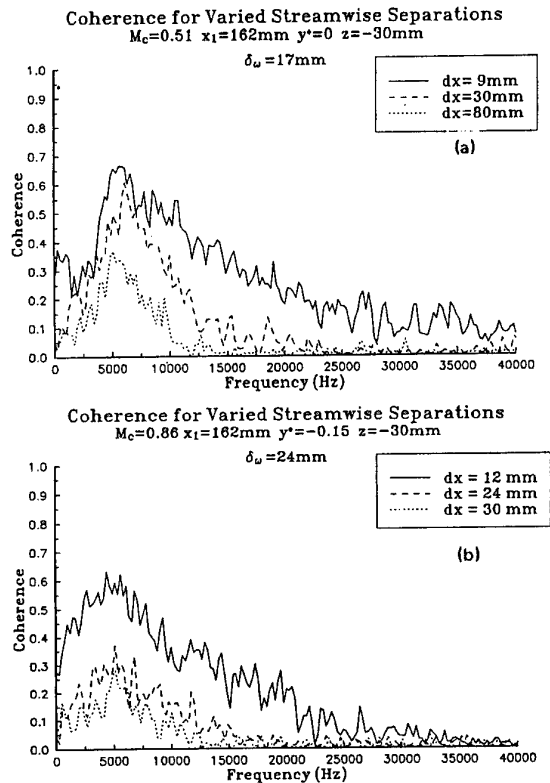 Coherence for Varied Streamwise Separations
Mc=0.51 x1=162mm y*=0 z=-30mm
δω=17mm
dx= 9mm
dx=30mm
dx=80mm
(a)
1.0
0.9
0.8
0.7
0.6
0.5
0.4
0.3
0.2
0.1
0.0
Coherence
0 5000 10000 15000 20000 25000 30000 35000 40000
Frequency (Hz)
Coherence for Varied Streamwise Separations
Mc=0.86 x1=162mm y*=-0.15 z=-30mm
δω=24mm
dx = 12 mm
dx = 24 mm
dx = 30 mm
(b)
1.0
0.9
0.8
0.7
0.6
0.5
0.4
0.3
0.2
0.1
0.0
Coherence
0 5000 10000 15000 20000 25000 30000 35000 40000
Frequency (Hz)